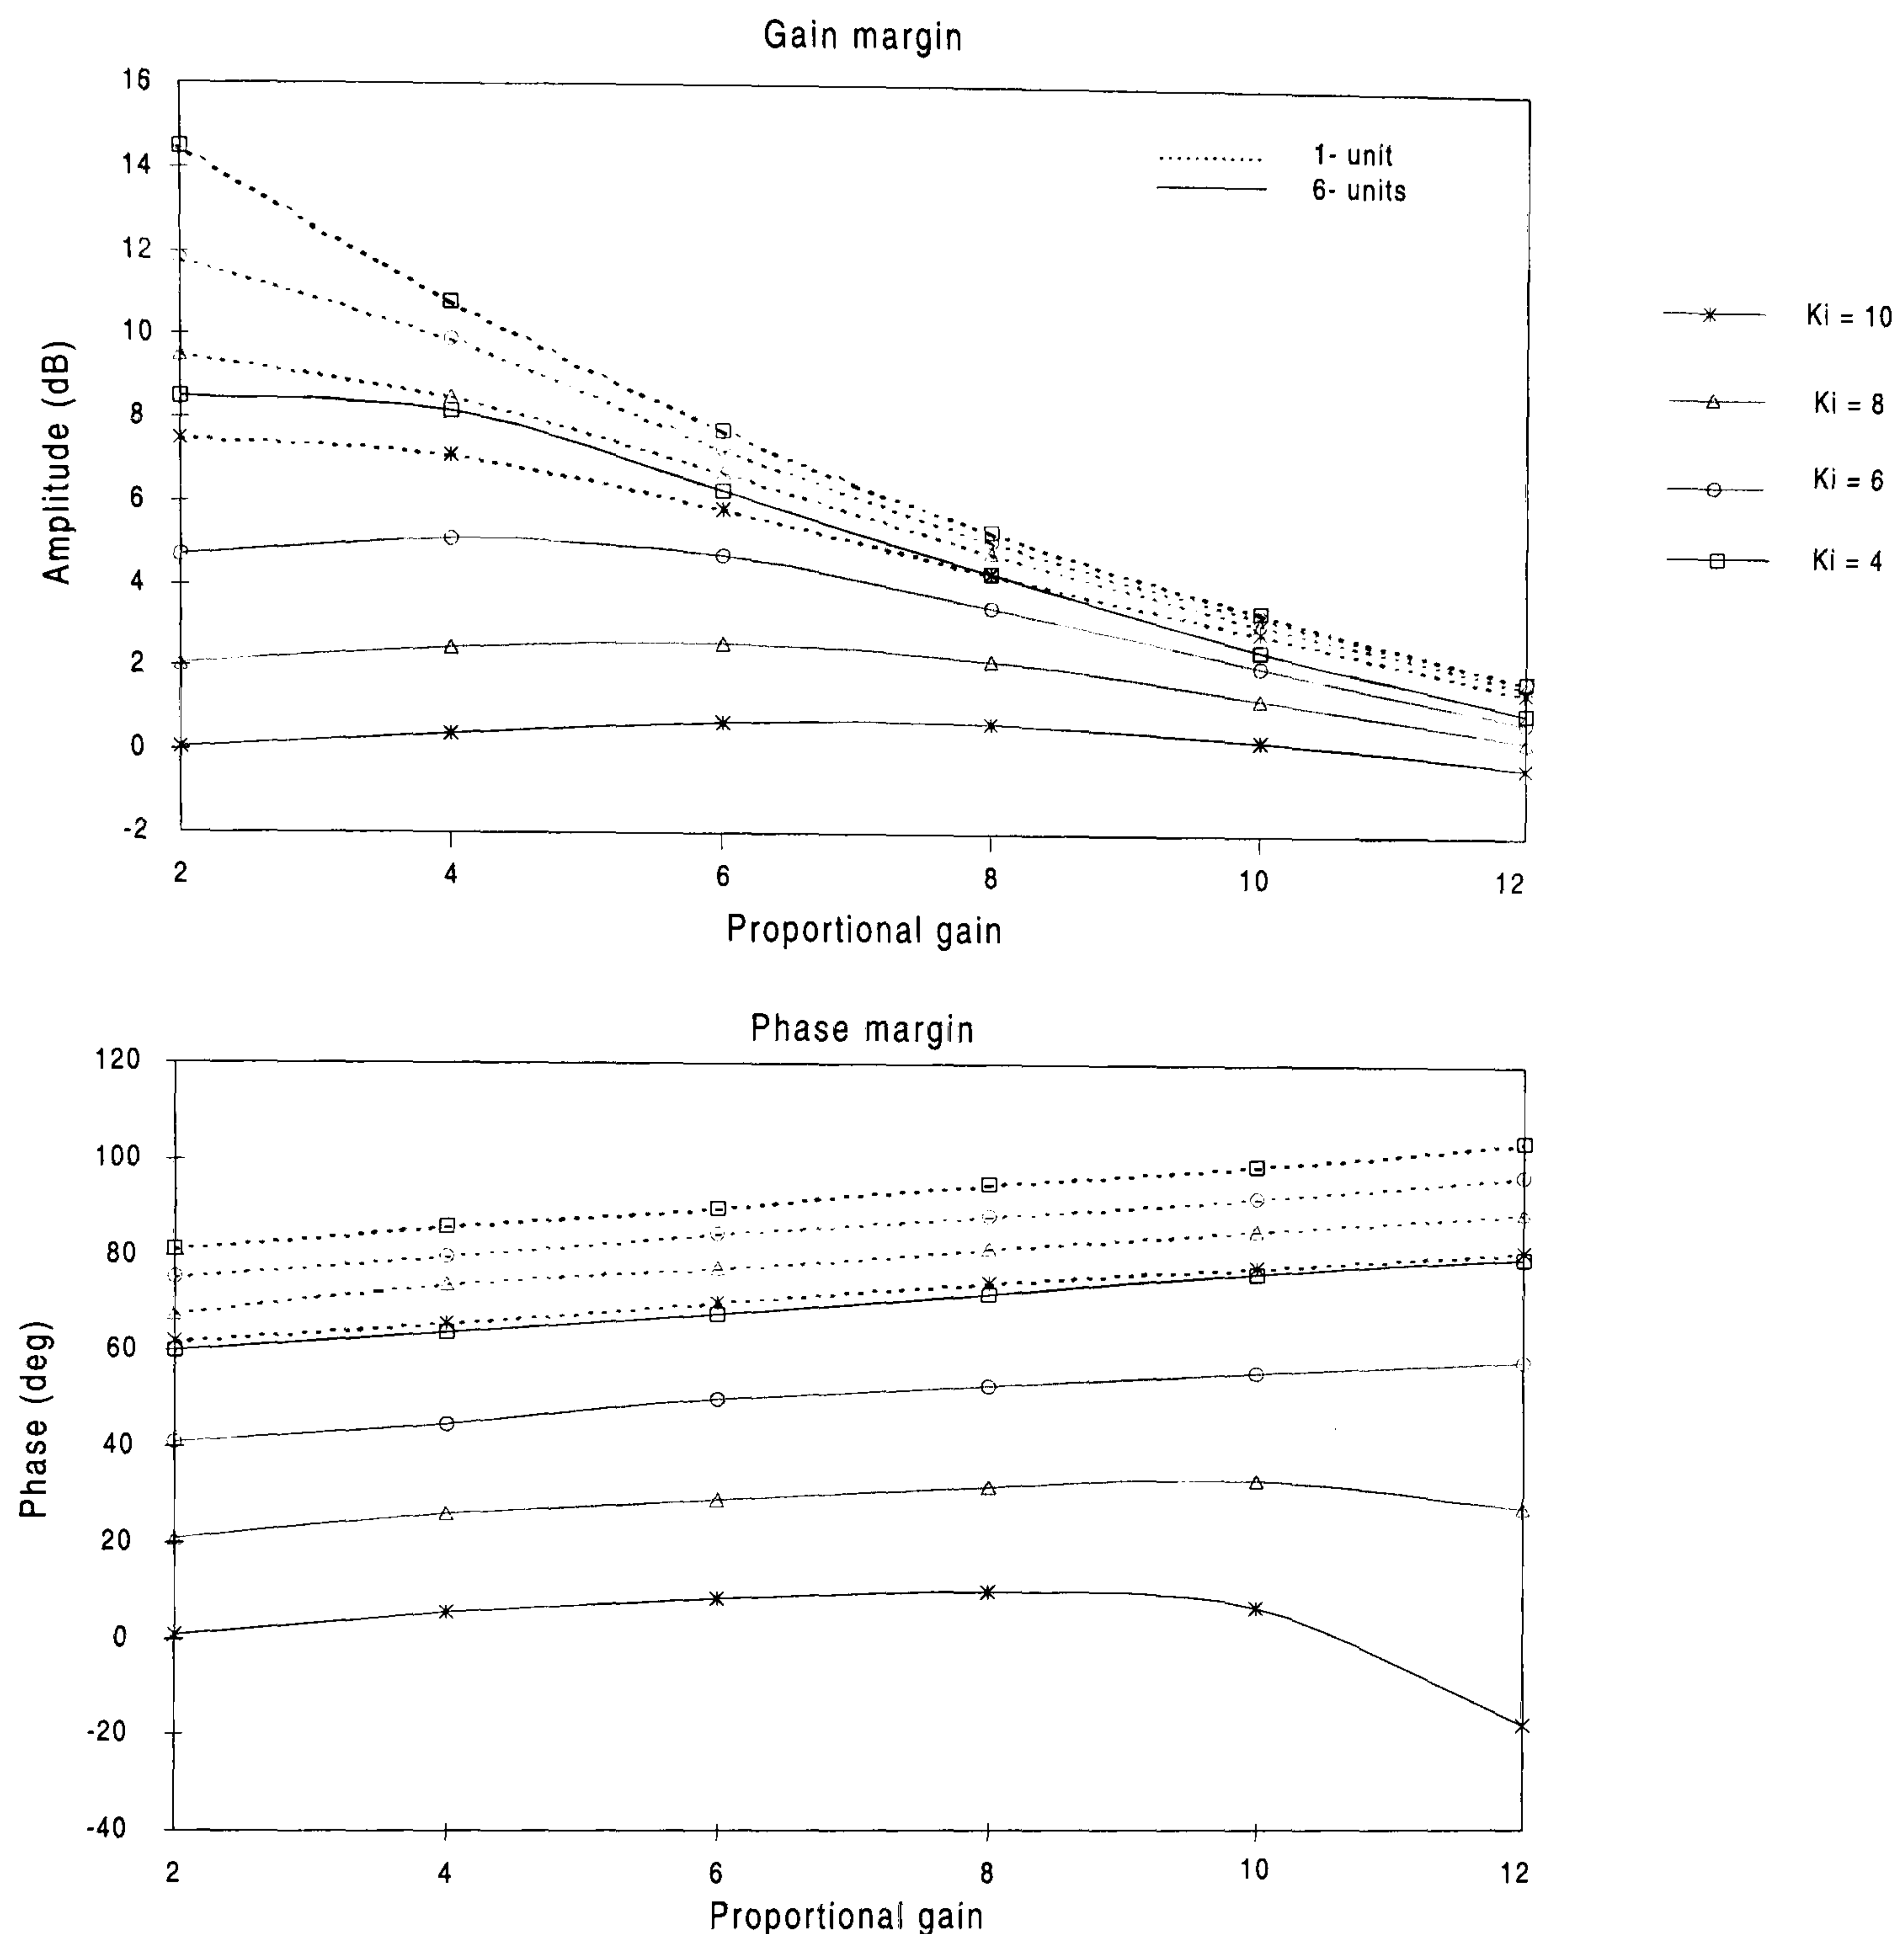 Gain margin
16
14
12
10
8
6
4
2
0
-2
Amplitude (dB)
1- unit
6- units
Ki = 10
Ki = 8
Ki = 6
Ki = 4
2 4 6 8 10 12
Proportional gain
Phase margin
120
100
80
60
40
20
0
-20
-40
Phase (deg)
2 4 6 8 10 12
Proportional gain